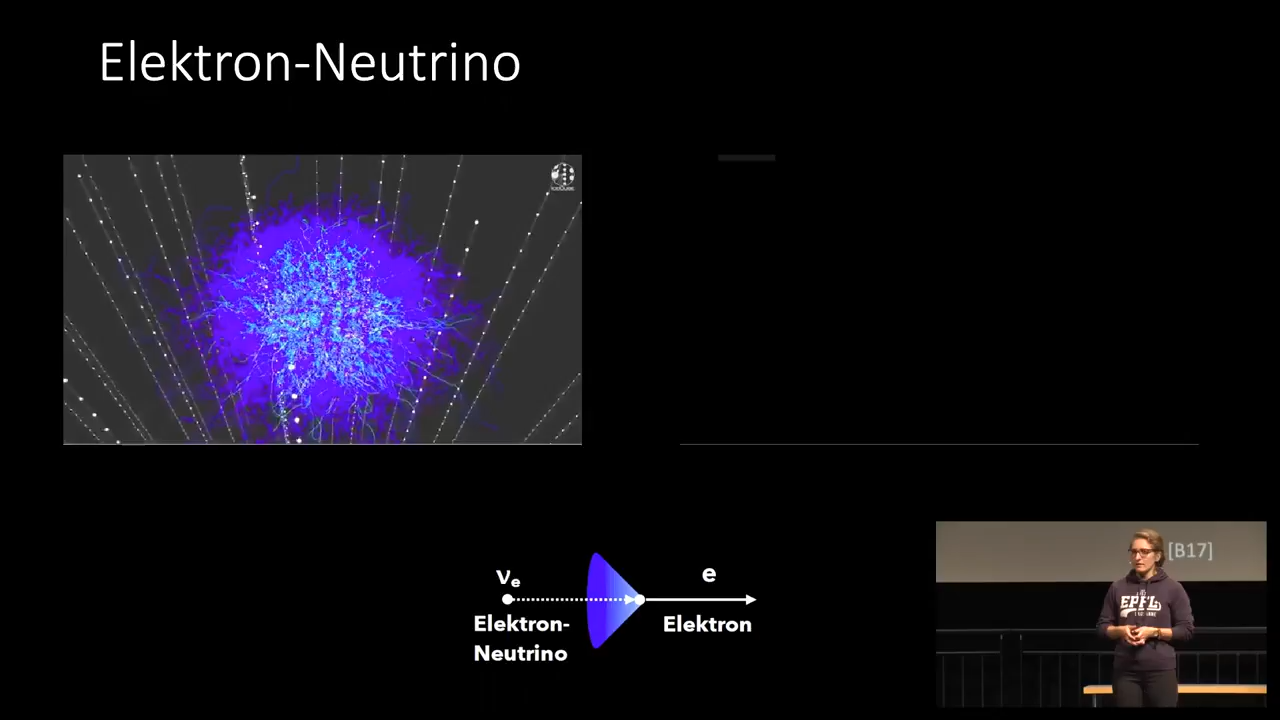 Elektron-Neutrino
νe
e
Elektron-
Neutrino
Elektron
[B17]
EPFL